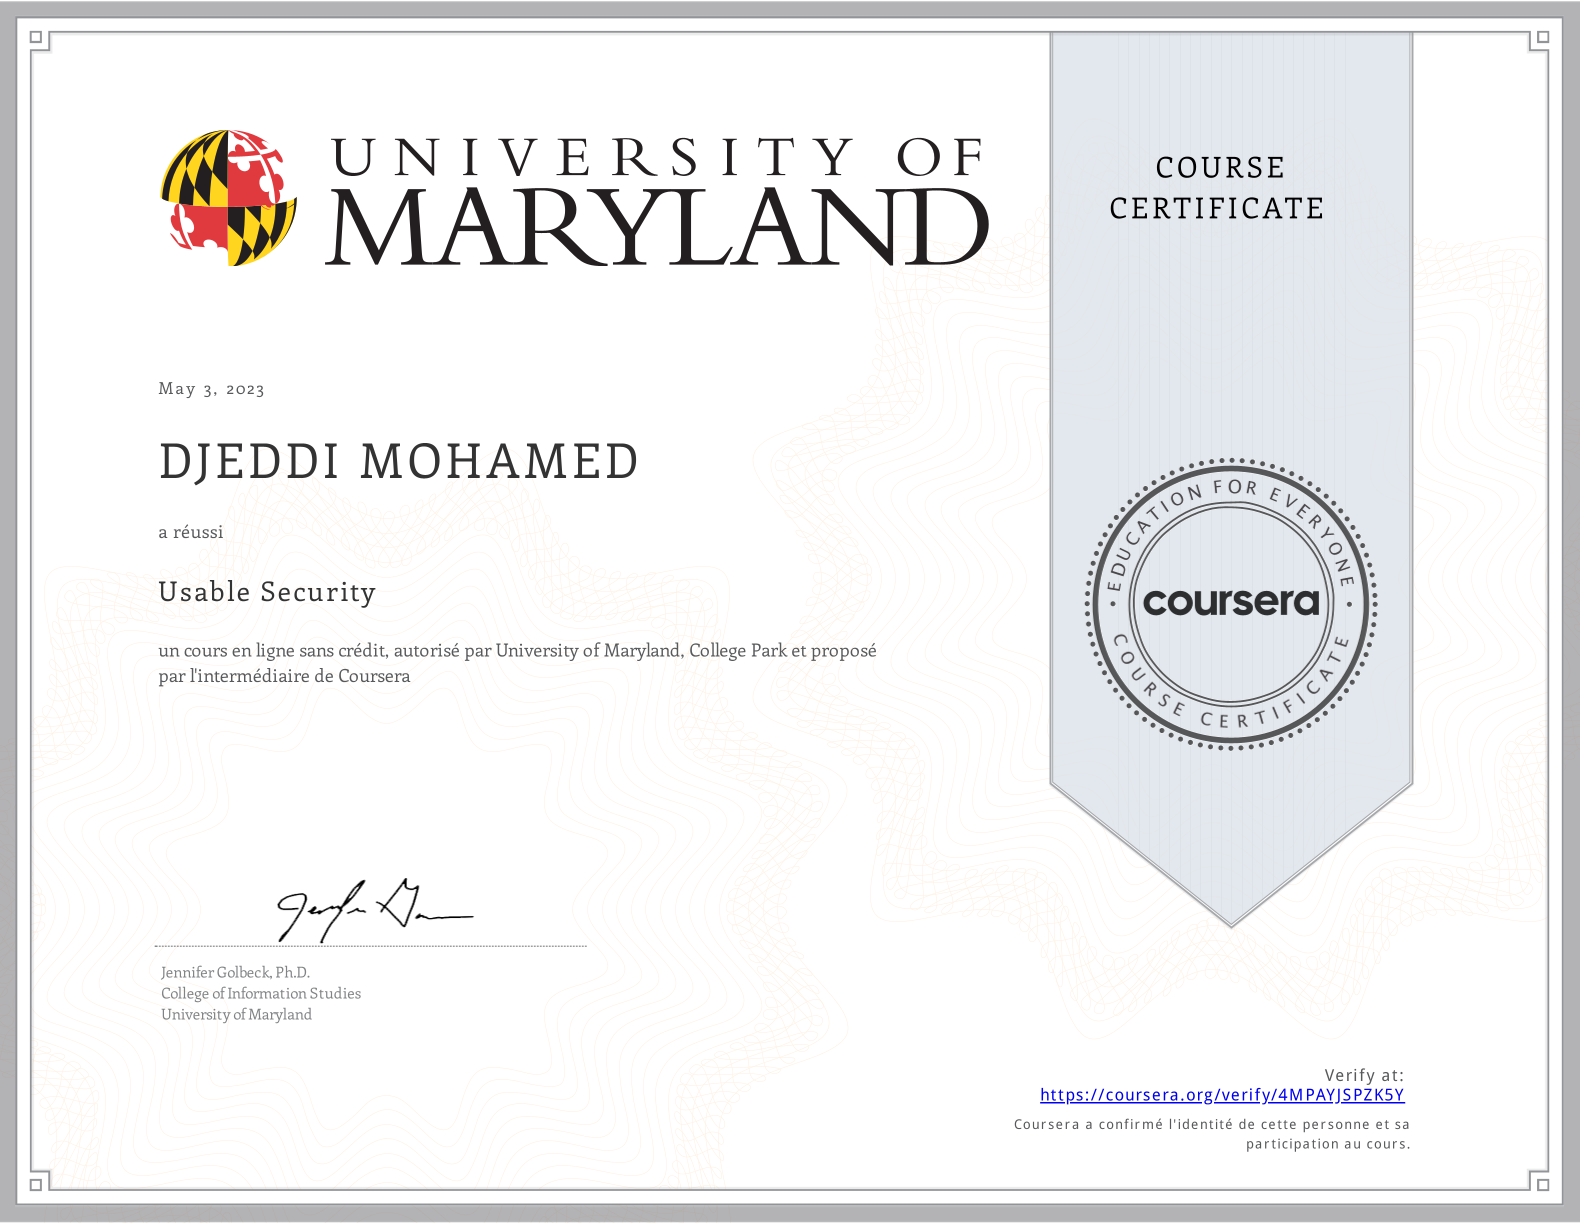 UNIVERSITY OF
MARYLAND
COURSE
CERTIFICATE
May 3, 2023
DJEDDI MOHAMED
a réussi
Usable Security
un cours en ligne sans crédit, autorisé par University of Maryland, College Park et proposé
par l'intermédiaire de Coursera
EDUCATION FOR EVERYONE
coursera
COURSE CERTIFICATE
Jennifer Golbeck, Ph.D.
College of Information Studies
University of Maryland
Verify at:
https://coursera.org/verify/4MPAYJSPZK5Y
Coursera a confirmé l'identité de cette personne et sa
participation au cours.